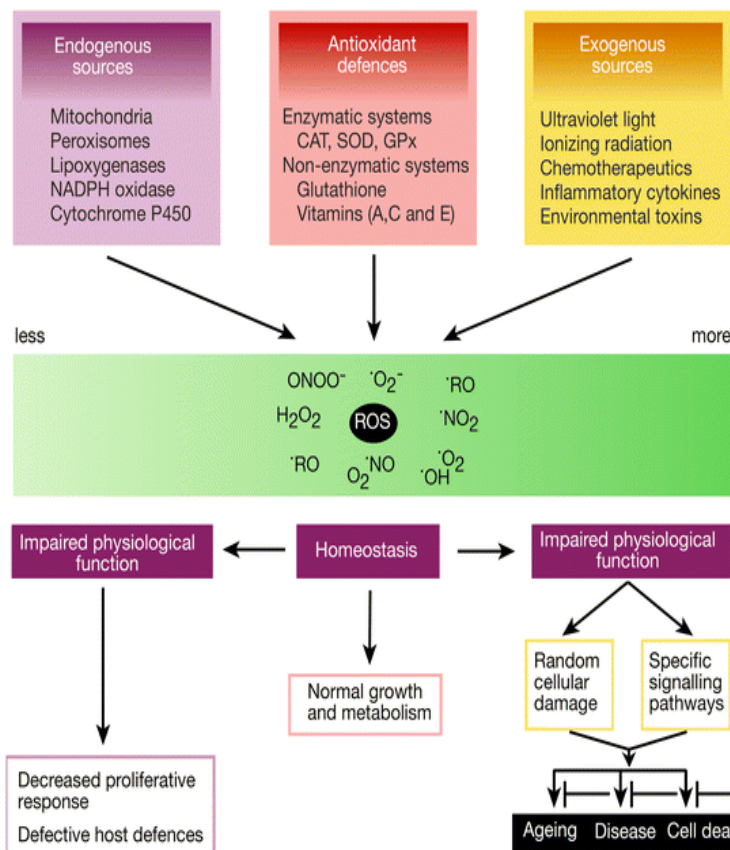 Endogenous
sources
Mitochondria
Peroxisomes
Lipoxygenases
NADPH oxidase
Cytochrome P450
Antioxidant
defences
Enzymatic systems
CAT, SOD, GPx
Non-enzymatic systems
Glutathione
Vitamins (A,C and E)
Exogenous
sources
Ultraviolet light
Ionizing radiation
Chemotherapeutics
Inflammatory cytokines
Environmental toxins
less
more
ONOO⁻
˙O₂⁻
˙RO
H₂O₂
ROS
˙NO₂
˙RO
O₂
˙NO
˙OH
˙O₂
Impaired physiological
function
Homeostasis
Impaired physiological
function
Normal growth
and metabolism
Random
cellular
damage
Specific
signalling
pathways
Decreased proliferative
response
Defective host defences
Ageing Disease Cell dea